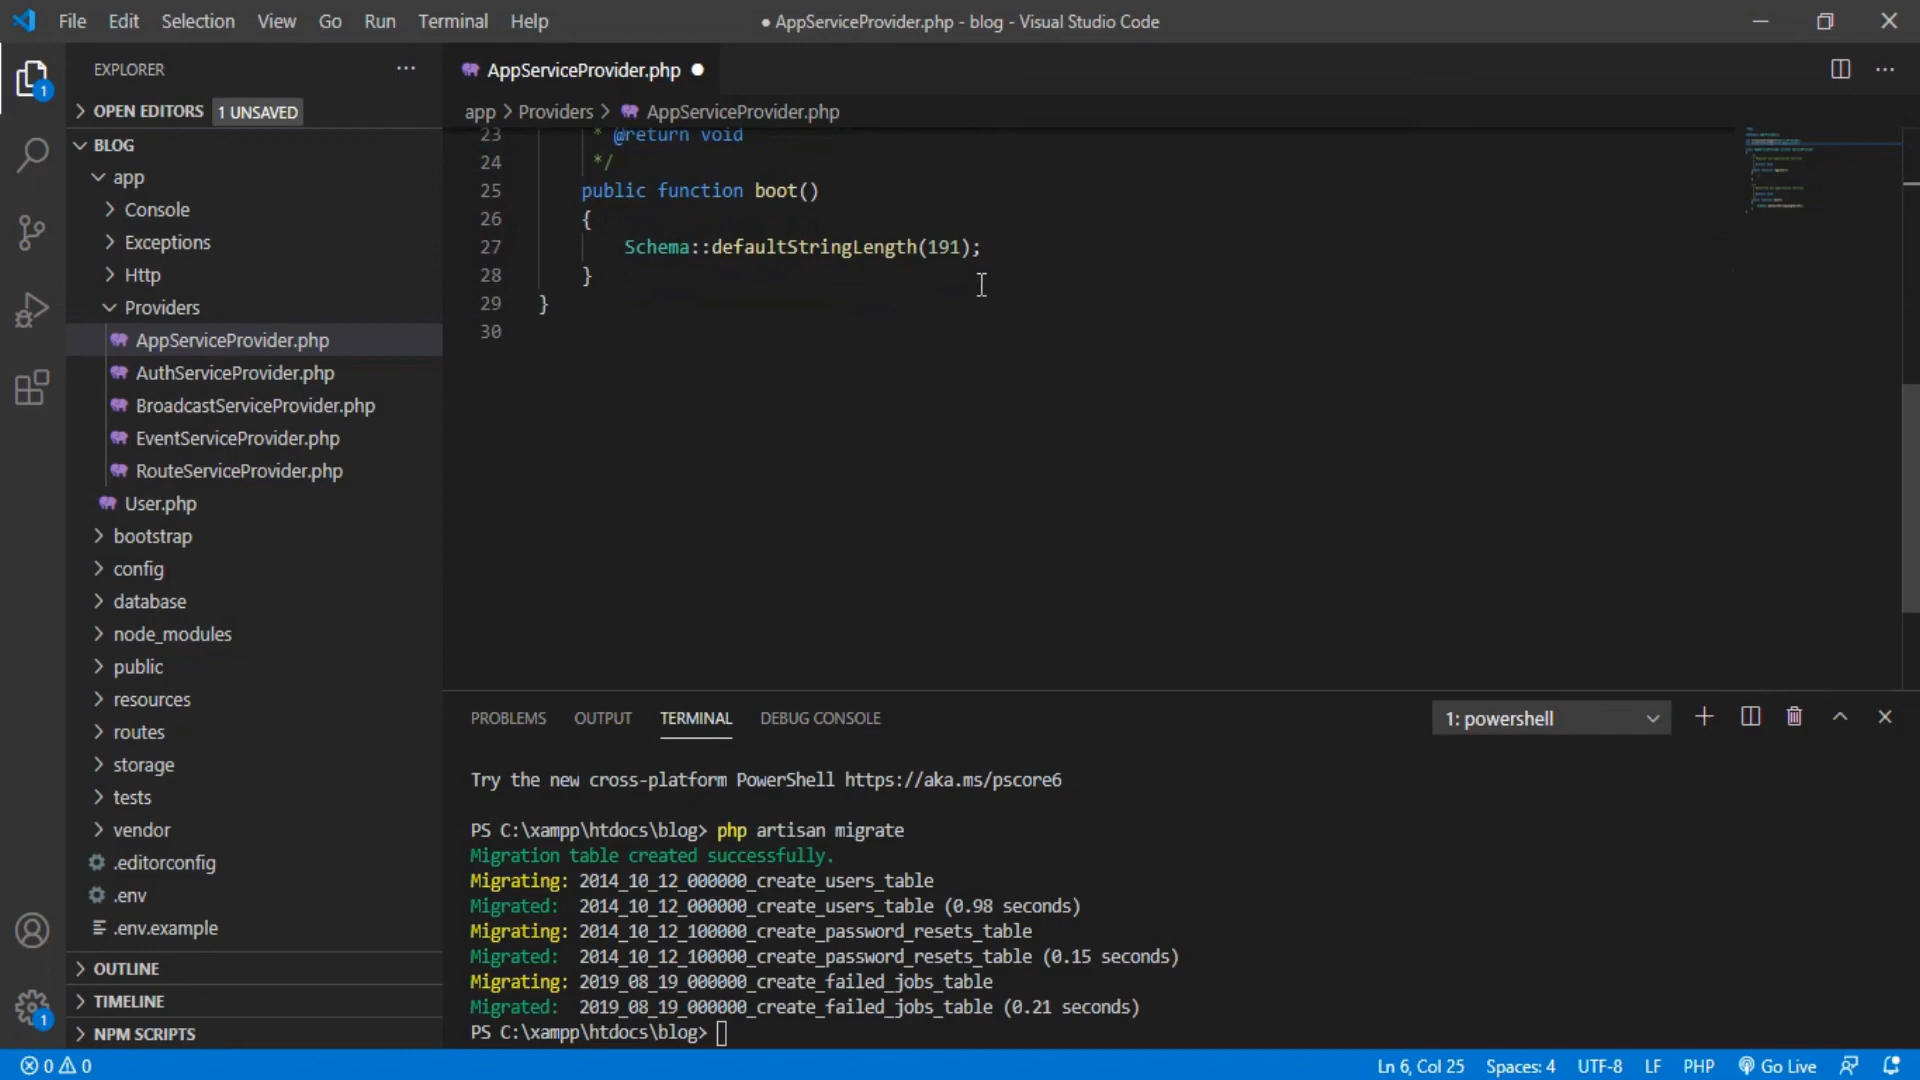 File Edit Selection View Go Run Terminal Help
● AppServiceProvider.php - blog - Visual Studio Code
EXPLORER
OPEN EDITORS 1 UNSAVED
BLOG
app
Console
Exceptions
Http
Providers
AppServiceProvider.php
AuthServiceProvider.php
BroadcastServiceProvider.php
EventServiceProvider.php
RouteServiceProvider.php
User.php
bootstrap
config
database
node_modules
public
resources
routes
storage
tests
vendor
.editorconfig
.env
.env.example
OUTLINE
TIMELINE
NPM SCRIPTS
1
1
AppServiceProvider.php
app > Providers > AppServiceProvider.php
23 * @return void
24 */
25 public function boot()
26 {
27 Schema::defaultStringLength(191);
28 }
29 }
30
PROBLEMS OUTPUT TERMINAL DEBUG CONSOLE
1: powershell
Try the new cross-platform PowerShell https://aka.ms/pscore6
PS C:\xampp\htdocs\blog> php artisan migrate
Migration table created successfully.
Migrating: 2014_10_12_000000_create_users_table
Migrated: 2014_10_12_000000_create_users_table (0.98 seconds)
Migrating: 2014_10_12_100000_create_password_resets_table
Migrated: 2014_10_12_100000_create_password_resets_table (0.15 seconds)
Migrating: 2019_08_19_000000_create_failed_jobs_table
Migrated: 2019_08_19_000000_create_failed_jobs_table (0.21 seconds)
PS C:\xampp\htdocs\blog>
0 0
Ln 6, Col 25 Spaces: 4 UTF-8 LF PHP Go Live